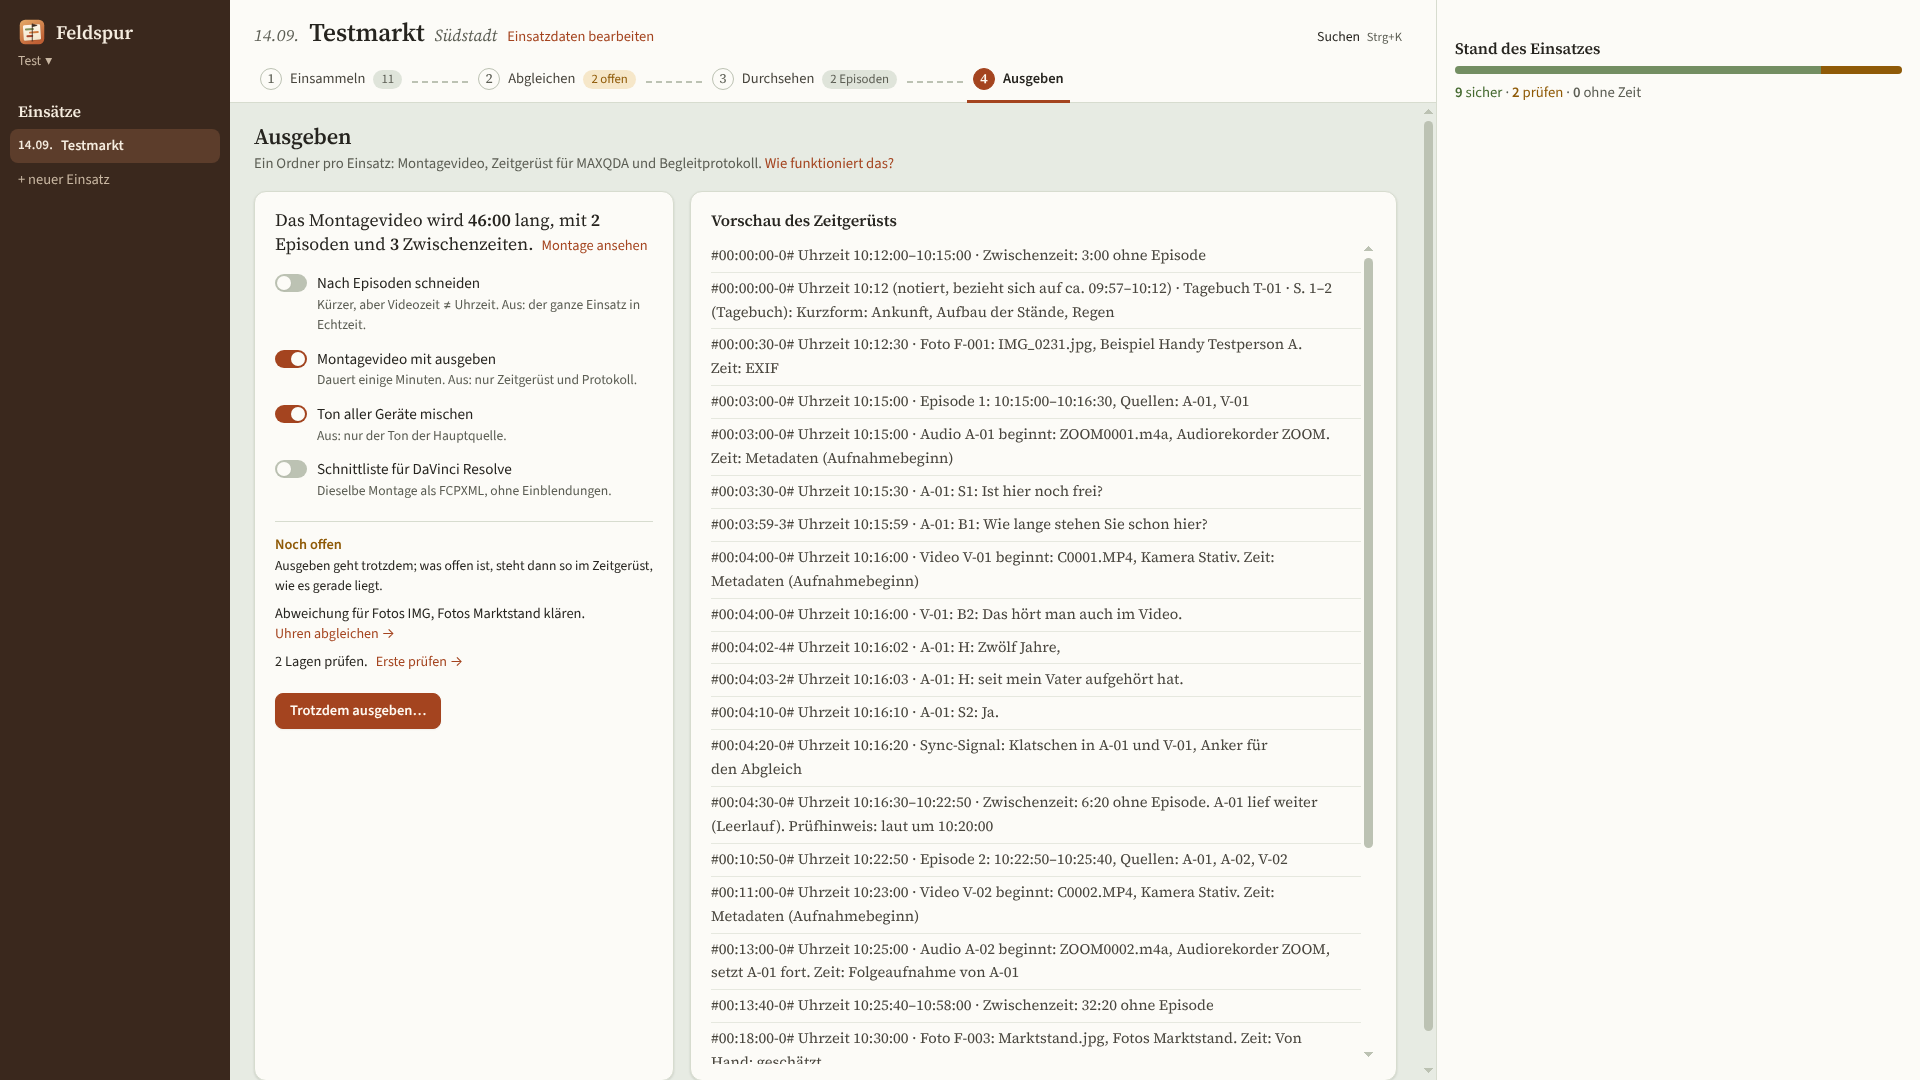 Feldspur
Test ▾
Einsätze
14.09. Testmarkt
+ neuer Einsatz
14.09. Testmarkt Südstadt Einsatzdaten bearbeiten
Suchen Strg+K
1 Einsammeln 11
2 Abgleichen 2 offen
3 Durchsehen 2 Episoden
4 Ausgeben
Ausgeben
Ein Ordner pro Einsatz: Montagevideo, Zeitgerüst für MAXQDA und Begleitprotokoll. Wie funktioniert das?
Das Montagevideo wird 46:00 lang, mit 2
Episoden und 3 Zwischenzeiten. Montage ansehen
Nach Episoden schneiden
Kürzer, aber Videozeit ≠ Uhrzeit. Aus: der ganze Einsatz in
Echtzeit.
Montagevideo mit ausgeben
Dauert einige Minuten. Aus: nur Zeitgerüst und Protokoll.
Ton aller Geräte mischen
Aus: nur der Ton der Hauptquelle.
Schnittliste für DaVinci Resolve
Dieselbe Montage als FCPXML, ohne Einblendungen.
Noch offen
Ausgeben geht trotzdem; was offen ist, steht dann so im Zeitgerüst,
wie es gerade liegt.
Abweichung für Fotos IMG, Fotos Marktstand klären.
Uhren abgleichen →
2 Lagen prüfen. Erste prüfen →
Trotzdem ausgeben…
Vorschau des Zeitgerüsts
#00:00:00-0# Uhrzeit 10:12:00–10:15:00 · Zwischenzeit: 3:00 ohne Episode
#00:00:00-0# Uhrzeit 10:12 (notiert, bezieht sich auf ca. 09:57–10:12) · Tagebuch T-01 · S. 1–2
(Tagebuch): Kurzform: Ankunft, Aufbau der Stände, Regen
#00:00:30-0# Uhrzeit 10:12:30 · Foto F-001: IMG_0231.jpg, Beispiel Handy Testperson A.
Zeit: EXIF
#00:03:00-0# Uhrzeit 10:15:00 · Episode 1: 10:15:00–10:16:30, Quellen: A-01, V-01
#00:03:00-0# Uhrzeit 10:15:00 · Audio A-01 beginnt: ZOOM0001.m4a, Audiorekorder ZOOM.
Zeit: Metadaten (Aufnahmebeginn)
#00:03:30-0# Uhrzeit 10:15:30 · A-01: S1: Ist hier noch frei?
#00:03:59-3# Uhrzeit 10:15:59 · A-01: B1: Wie lange stehen Sie schon hier?
#00:04:00-0# Uhrzeit 10:16:00 · Video V-01 beginnt: C0001.MP4, Kamera Stativ. Zeit:
Metadaten (Aufnahmebeginn)
#00:04:00-0# Uhrzeit 10:16:00 · V-01: B2: Das hört man auch im Video.
#00:04:02-4# Uhrzeit 10:16:02 · A-01: H: Zwölf Jahre,
#00:04:03-2# Uhrzeit 10:16:03 · A-01: H: seit mein Vater aufgehört hat.
#00:04:10-0# Uhrzeit 10:16:10 · A-01: S2: Ja.
#00:04:20-0# Uhrzeit 10:16:20 · Sync-Signal: Klatschen in A-01 und V-01, Anker für
den Abgleich
#00:04:30-0# Uhrzeit 10:16:30–10:22:50 · Zwischenzeit: 6:20 ohne Episode. A-01 lief weiter
(Leerlauf). Prüfhinweis: laut um 10:20:00
#00:10:50-0# Uhrzeit 10:22:50 · Episode 2: 10:22:50–10:25:40, Quellen: A-01, A-02, V-02
#00:11:00-0# Uhrzeit 10:23:00 · Video V-02 beginnt: C0002.MP4, Kamera Stativ. Zeit:
Metadaten (Aufnahmebeginn)
#00:13:00-0# Uhrzeit 10:25:00 · Audio A-02 beginnt: ZOOM0002.m4a, Audiorekorder ZOOM,
setzt A-01 fort. Zeit: Folgeaufnahme von A-01
#00:13:40-0# Uhrzeit 10:25:40–10:58:00 · Zwischenzeit: 32:20 ohne Episode
#00:18:00-0# Uhrzeit 10:30:00 · Foto F-003: Marktstand.jpg, Fotos Marktstand. Zeit: Von
Hand: geschätzt
Stand des Einsatzes
9 sicher · 2 prüfen · 0 ohne Zeit